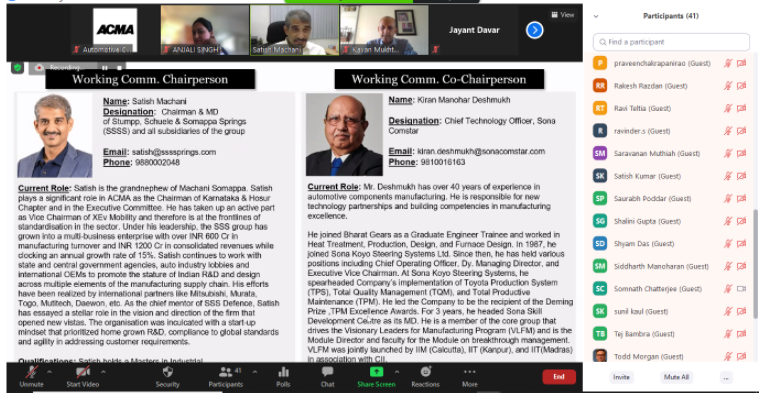 View
ACMA
Automotive C
ANJALI SINGH
Satish Machani
Kiran Mukht
Jayant Davar
Recording...
Working Comm. Chairperson
Name: Satish Machani
Designation: Chairman & MD
of Stumpp, Schuele & Somappa Springs
(SSSS) and all subsidiaries of the group
Email: satish@sssprings.com
Phone: 9880002048
Current Role: Satish is the grandnephew of Machani Somappa. Satish
plays a significant role in ACMA as the Chairman of Karnataka & Hosur
Chapter and in the Executive Committee. He has taken up an active part
as Vice Chairman of XEv Mobility and therefore is at the frontlines of
standardisation in the sector. Under his leadership, the SSS group has
grown into a multi-business enterprise with over INR 600 Cr in
manufacturing turnover and INR 1200 Cr in consolidated revenues while
clocking an annual growth rate of 15%. Satish continues to work with
state and central government agencies, auto industry lobbies and
international OEMs to promote the stature of Indian R&D and design
across multiple elements of the manufacturing supply chain. His efforts
have been realized by international partners like Mitsubishi, Murata,
Togo, Mutitech, Daewon, etc. As the chief mentor of SSS Defence, Satish
has essayed a stellar role in the vision and direction of the firm that
opened new vistas. The organisation was inculcated with a start-up
mindset that prioritized home grown R&D, compliance to global standards
and agility in addressing customer requirements.
Qualifications: Satish holds a Masters in Industrial
Working Comm. Co-Chairperson
Name: Kiran Manohar Deshmukh
Designation: Chief Technology Officer, Sona
Comstar
Email: kiran.deshmukh@sonacomstar.com
Phone: 9810016163
Current Role: Mr. Deshmukh has over 40 years of experience in
automotive components manufacturing. He is responsible for new
technology partnerships and building competencies in manufacturing
excellence.
He joined Bharat Gears as a Graduate Engineer Trainee and worked in
Heat Treatment, Production, Design, and Furnace Design. In 1987, he
joined Sona Koyo Steering Systems Ltd. Since then, he has held various
positions including Chief Operating Officer, Dy. Managing Director, and
Executive Vice Chairman. At Sona Koyo Steering Systems, he
spearheaded Company's implementation of Toyota Production System
(TPS), Total Quality Management (TQM), and Total Productive
Maintenance (TPM). He led the Company to be the recipient of the Deming
Prize ,TPM Excellence Awards. For 3 years, he headed Sona Skill
Development Centre as its MD. He is a member of the core group that
drives the Visionary Leaders for Manufacturing Program (VLFM) and is the
Module Director and faculty for the Module on breakthrough management.
VLFM was jointly launched by IIM (Calcutta), IIT (Kanpur), and IIT(Madras)
in association with CII.
Unmute
Start Video
Security
41
Participants
Polls
Chat
Share Screen
Reactions
More
End
Participants (41)
Find a participant
P praveenchakrapanirao (Guest)
RR Rakesh Razdan (Guest)
RT Ravi Teltia (Guest)
R ravinder.s (Guest)
SM Saravanan Muthiah (Guest)
SK Satish Kumar (Guest)
SP Saurabh Poddar (Guest)
SG Shalini Gupta (Guest)
SD Shyam Das (Guest)
SM Siddharth Manoharan (Guest)
SC Somnath Chatterjee (Guest)
SK sunil kaul (Guest)
TB Tej Bambra (Guest)
Todd Morgan (Guest)
Invite
Mute All
...